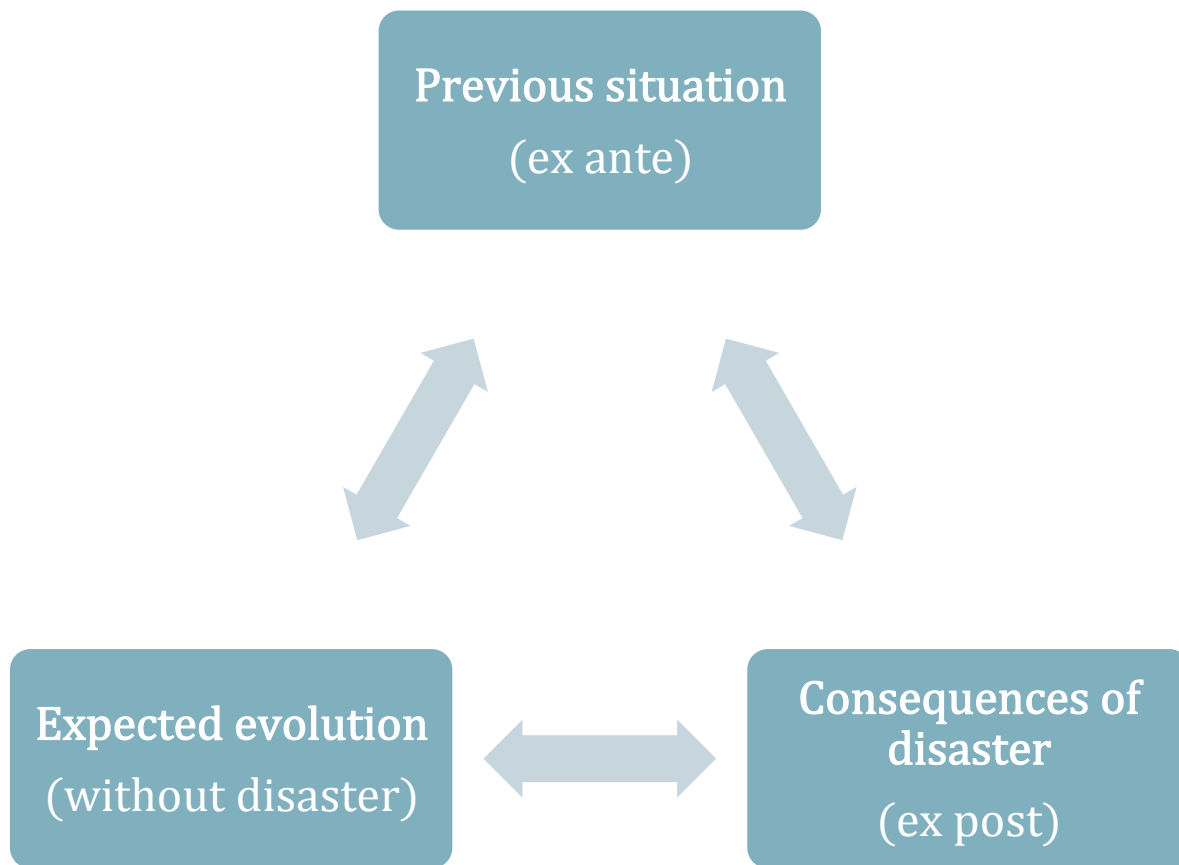 Previous situation
(ex ante)
Expected evolution
(without disaster)
Consequences of
disaster
(ex post)